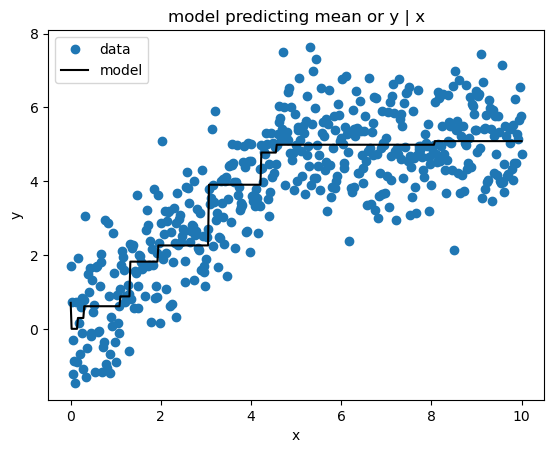 model predicting mean or y | x
data
model
y
8
6
4
2
0
0 2 4 6 8 10
x